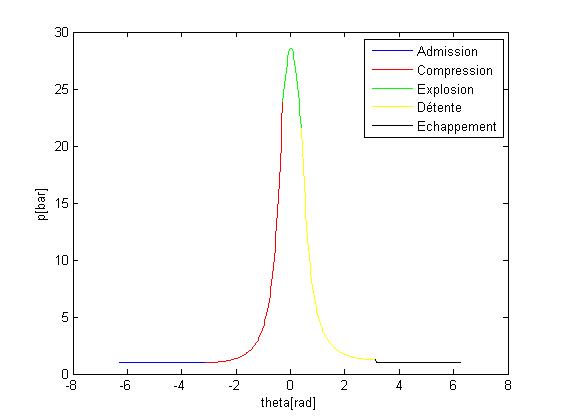 30
25
20
15
10
5
0
p[bar]
-8 -6 -4 -2 0 2 4 6 8
theta[rad]
Admission
Compression
Explosion
Détente
Echappement